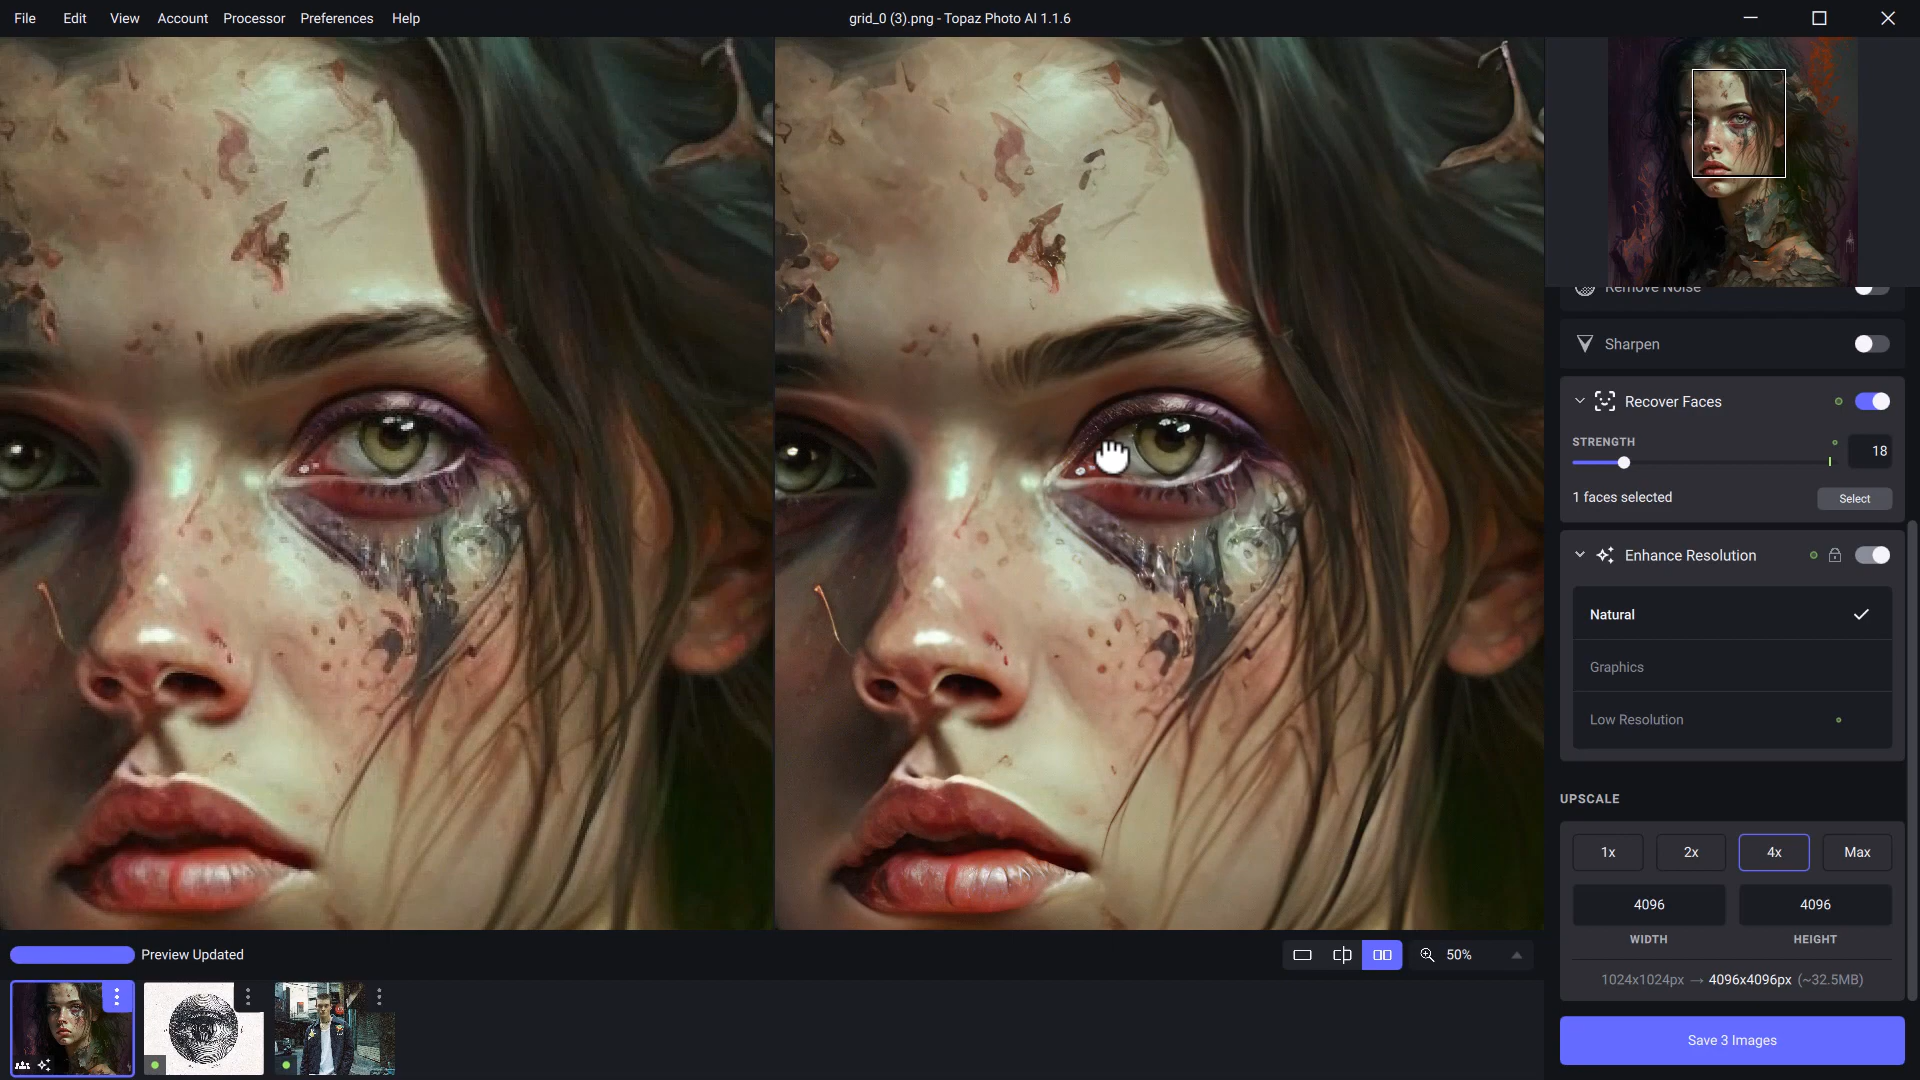 File Edit View Account Processor Preferences Help
grid_0 (3).png - Topaz Photo AI 1.1.6
Remove Noise
Sharpen
Recover Faces
STRENGTH
18
1 faces selected
Select
Enhance Resolution
Natural
Graphics
Low Resolution
UPSCALE
1x 2x 4x Max
4096 4096
WIDTH HEIGHT
1024x1024px → 4096x4096px (~32.5MB)
Save 3 Images
Preview Updated
50%